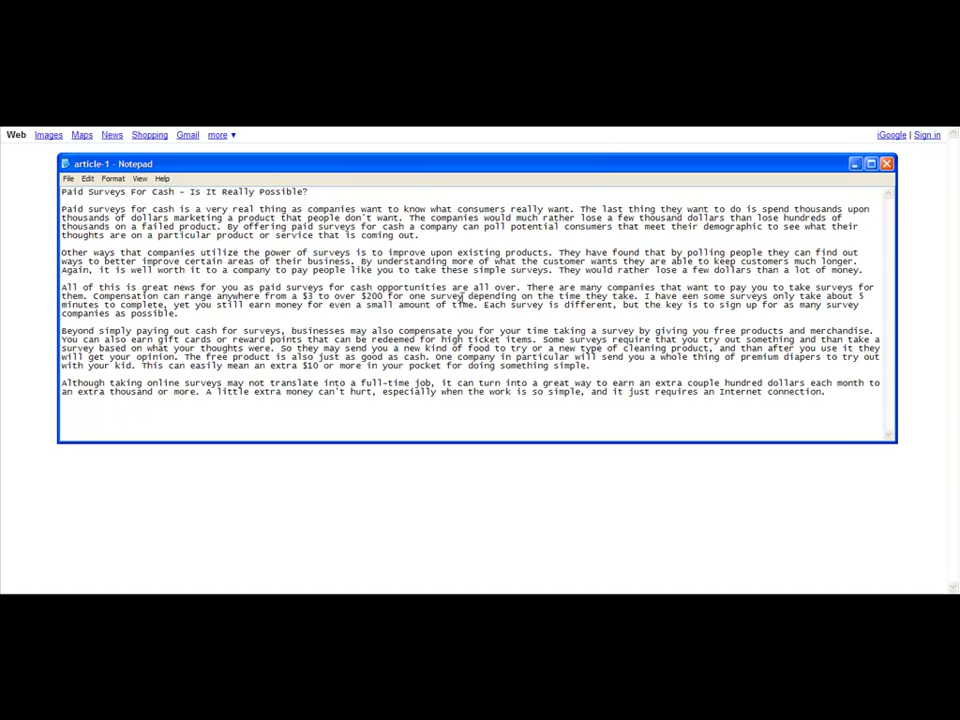 Web Images Maps News Shopping Gmail more ▼ iGoogle | Sign in
article-1 - Notepad
File Edit Format View Help
Paid Surveys For Cash - Is It Really Possible?
Paid surveys for cash is a very real thing as companies want to know what consumers really want. The last thing they want to do is spend thousands upon
thousands of dollars marketing a product that people don't want. The companies would much rather lose a few thousand dollars than lose hundreds of
thousands on a failed product. By offering paid surveys for cash a company can poll potential consumers that meet their demographic to see what their
thoughts are on a particular product or service that is coming out.
Other ways that companies utilize the power of surveys is to improve upon existing products. They have found that by polling people they can find out
ways to better improve certain areas of their business. By understanding more of what the customer wants they are able to keep customers much longer.
Again, it is well worth it to a company to pay people like you to take these simple surveys. They would rather lose a few dollars than a lot of money.
All of this is great news for you as paid surveys for cash opportunities are all over. There are many companies that want to pay you to take surveys for
them. Compensation can range anywhere from a $3 to over $200 for one survey depending on the time they take. I have een some surveys only take about 5
minutes to complete, yet you still earn money for even a small amount of time. Each survey is different, but the key is to sign up for as many survey
companies as possible.
Beyond simply paying out cash for surveys, businesses may also compensate you for your time taking a survey by giving you free products and merchandise.
You can also earn gift cards or reward points that can be redeemed for high ticket items. Some surveys require that you try out something and than take a
survey based on what your thoughts were. So they may send you a new kind of food to try or a new type of cleaning product, and than after you use it they
will get your opinion. The free product is also just as good as cash. One company in particular will send you a whole thing of premium diapers to try out
with your kid. This can easily mean an extra $10 or more in your pocket for doing something simple.
Although taking online surveys may not translate into a full-time job, it can turn into a great way to earn an extra couple hundred dollars each month to
an extra thousand or more. A little extra money can't hurt, especially when the work is so simple, and it just requires an Internet connection.